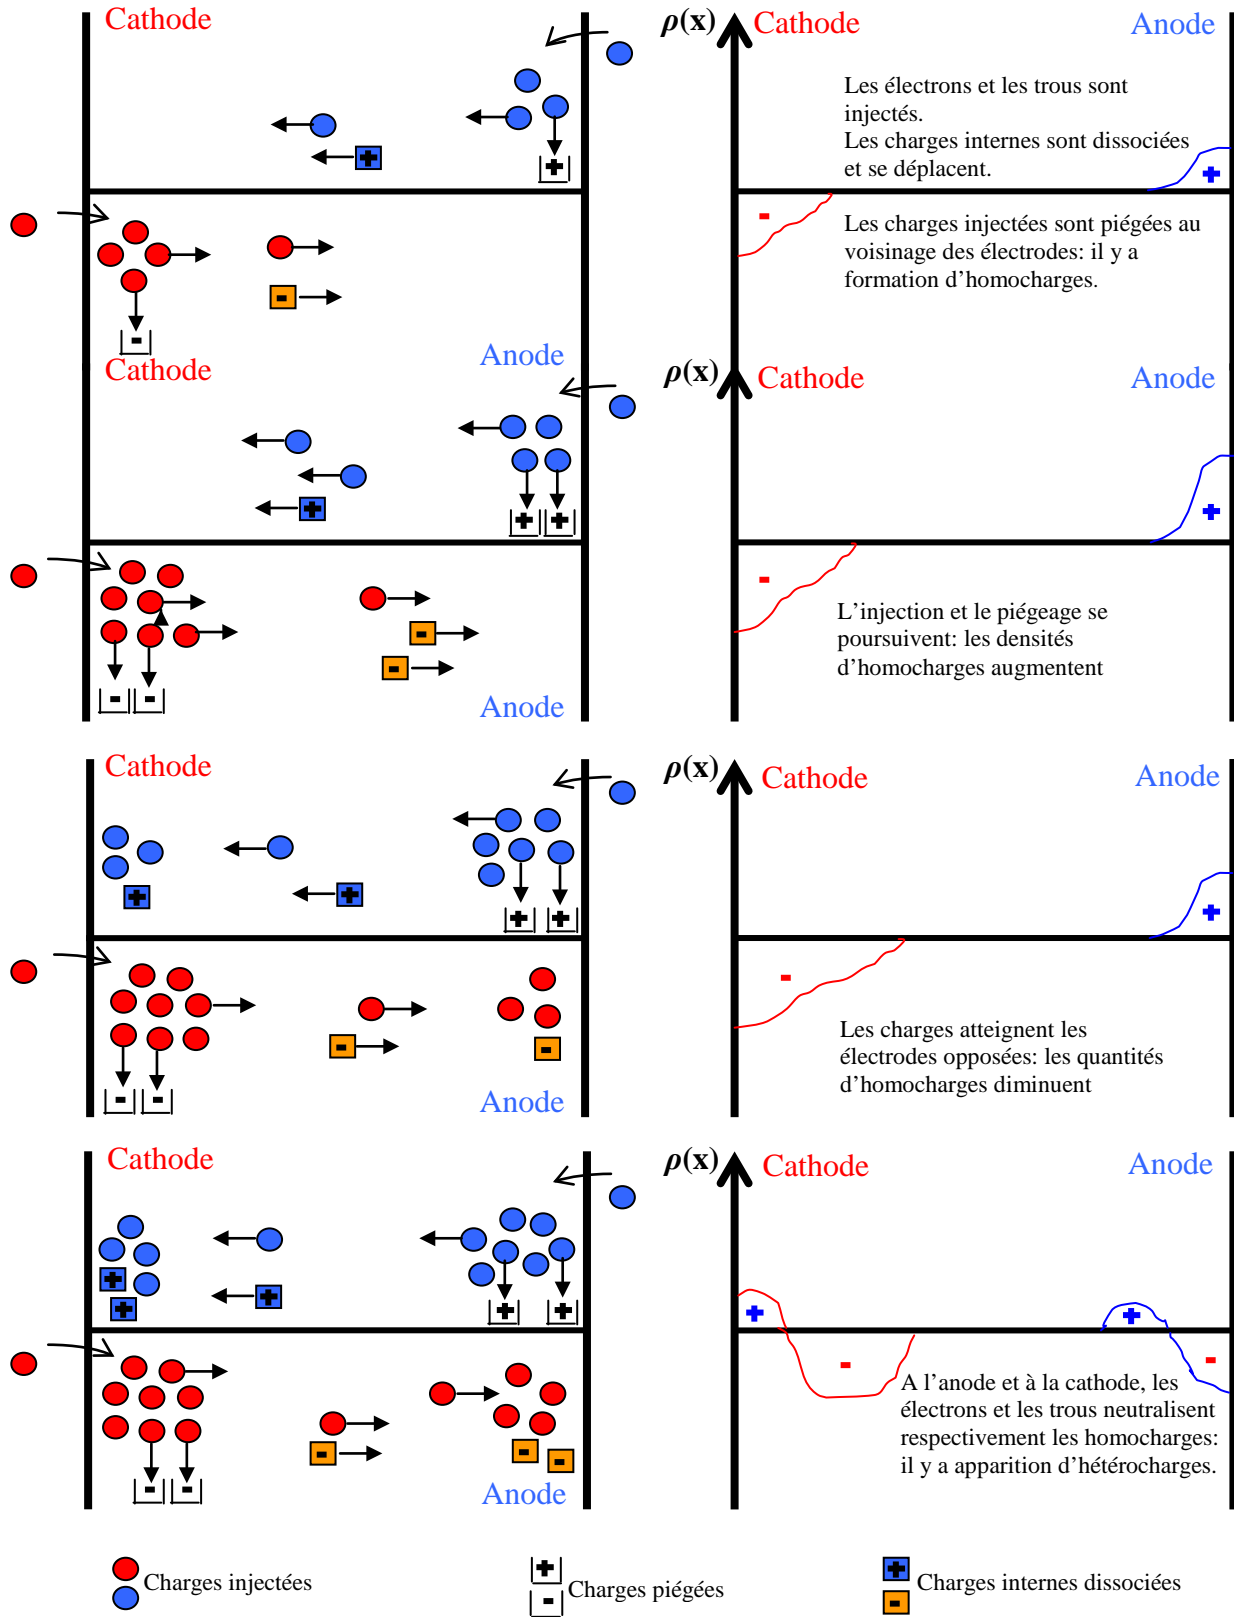 Cathode
ρ(x)
Cathode
Anode
Les électrons et les trous sont
injectés.
Les charges internes sont dissociées
et se déplacent.
+
+
+
-
-
-
Les charges injectées sont piégées au
voisinage des électrodes: il y a
formation d’homocharges.
Anode
Cathode
ρ(x)
Cathode
Anode
+
+
+
+
-
-
-
-
-
L’injection et le piégeage se
poursuivent: les densités
d’homocharges augmentent
Anode
Cathode
ρ(x)
Cathode
Anode
+
+
+
+
+
-
-
-
-
-
Les charges atteignent les
électrodes opposées: les quantités
d’homocharges diminuent
Anode
Cathode
ρ(x)
Cathode
Anode
+
+
+
+
+
+
+
-
-
-
-
-
-
-
A l’anode et à la cathode, les
électrons et les trous neutralisent
respectivement les homocharges:
il y a apparition d’hétérocharges.
Anode
Charges injectées
+
-
Charges piégées
+
-
Charges internes dissociées